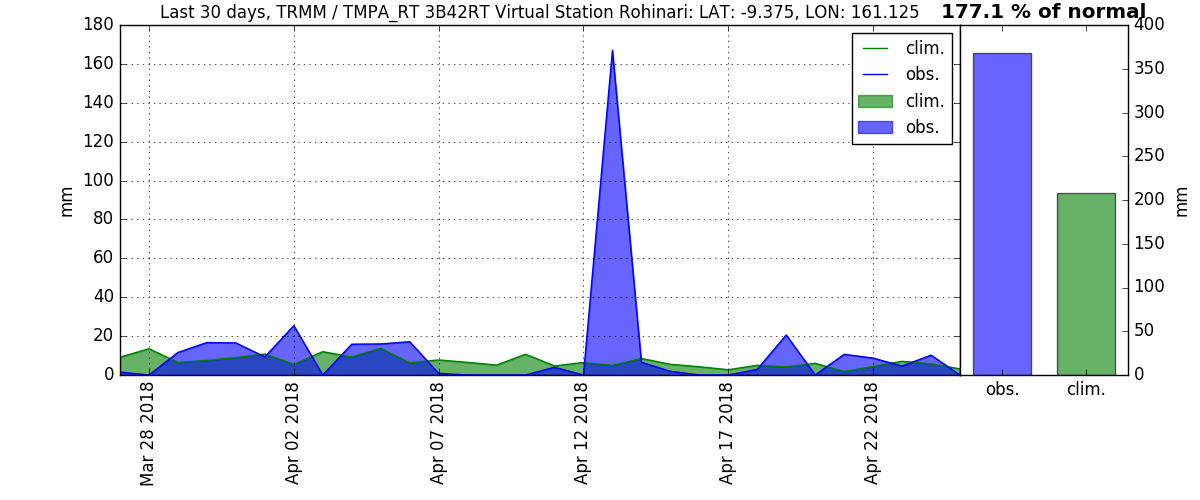 Last 30 days, TRMM / TMPA_RT 3B42RT Virtual Station Rohinari: LAT: -9.375, LON: 161.125
177.1 % of normal
180
160
140
120
100
80
60
40
20
0
mm
clim.
obs.
clim.
obs.
Mar 28 2018
Apr 02 2018
Apr 07 2018
Apr 12 2018
Apr 17 2018
Apr 22 2018
400
350
300
250
200
150
100
50
0
mm
obs.
clim.